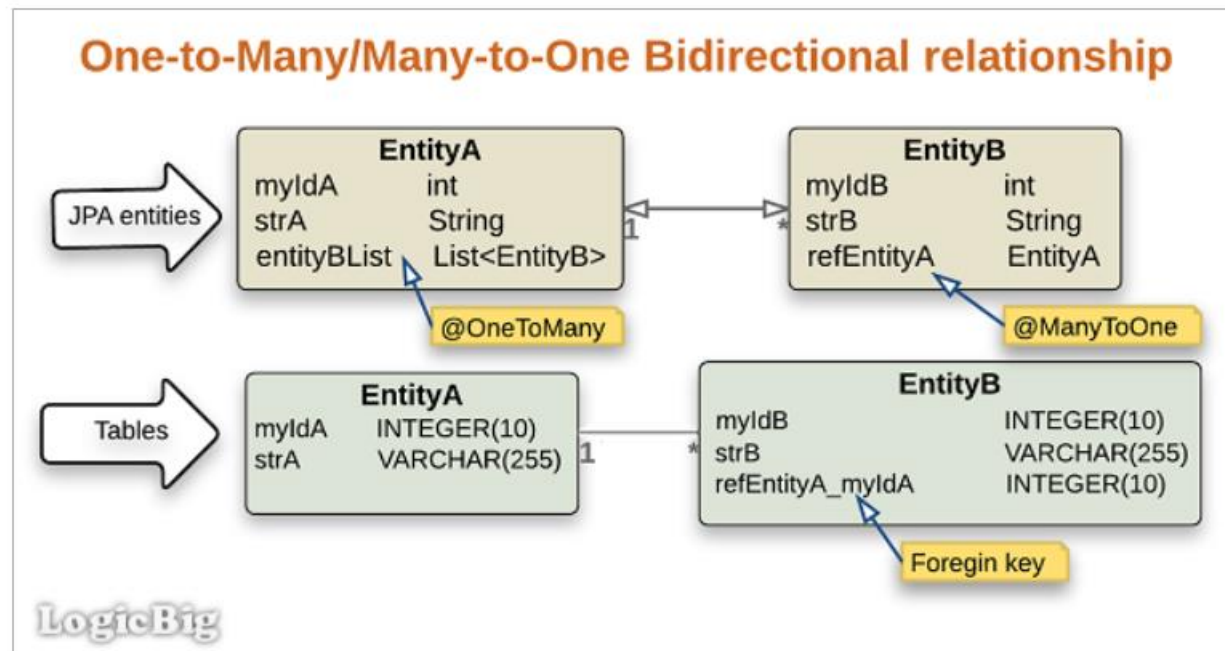 One-to-Many/Many-to-One Bidirectional relationship
JPA entities
EntityA
myIdA int
strA String
entityBList List<EntityB>
@OneToMany
1
*
EntityB
myIdB int
strB String
refEntityA EntityA
@ManyToOne
Tables
EntityA
myIdA INTEGER(10)
strA VARCHAR(255)
1
*
EntityB
myIdB INTEGER(10)
strB VARCHAR(255)
refEntityA_myIdA INTEGER(10)
Foregin key
LogicBig